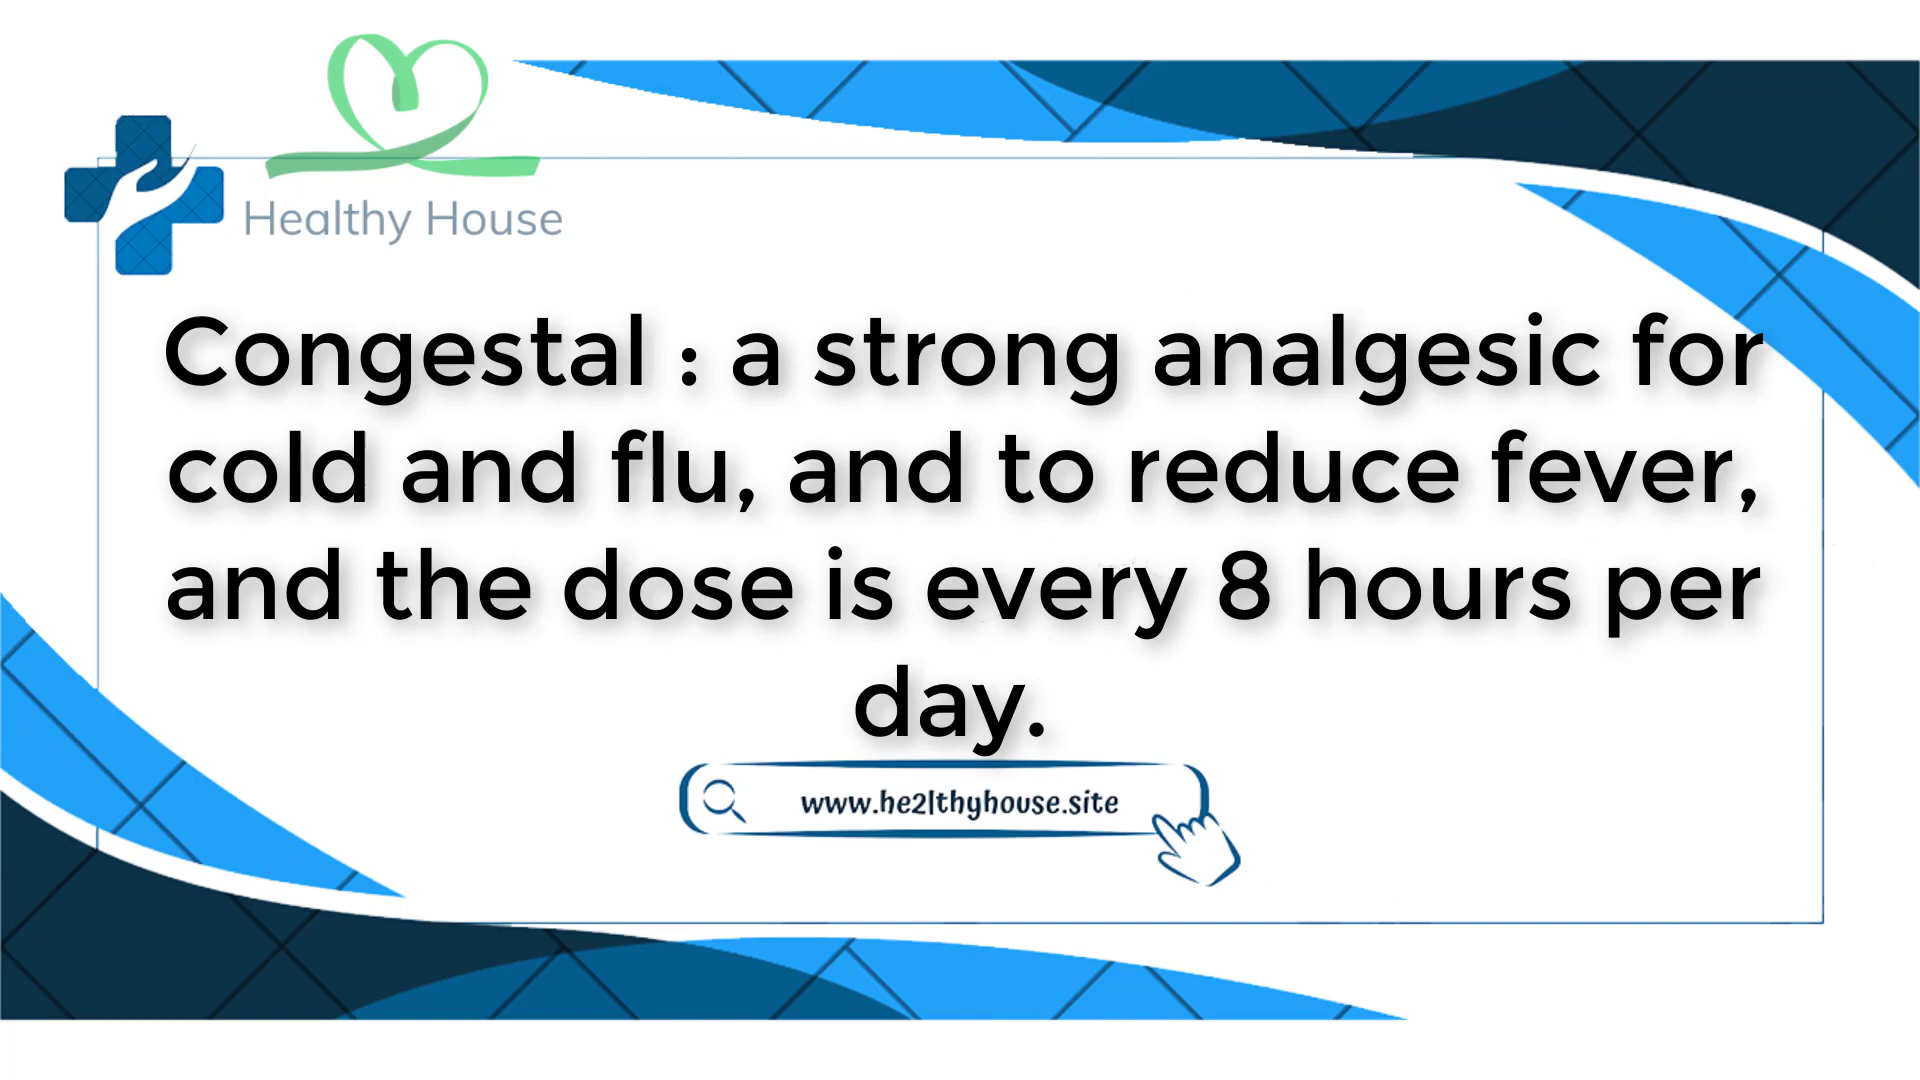 Healthy House
Congestal : a strong analgesic for
cold and flu, and to reduce fever,
and the dose is every 8 hours per
day.
www.he2lthyhouse.site